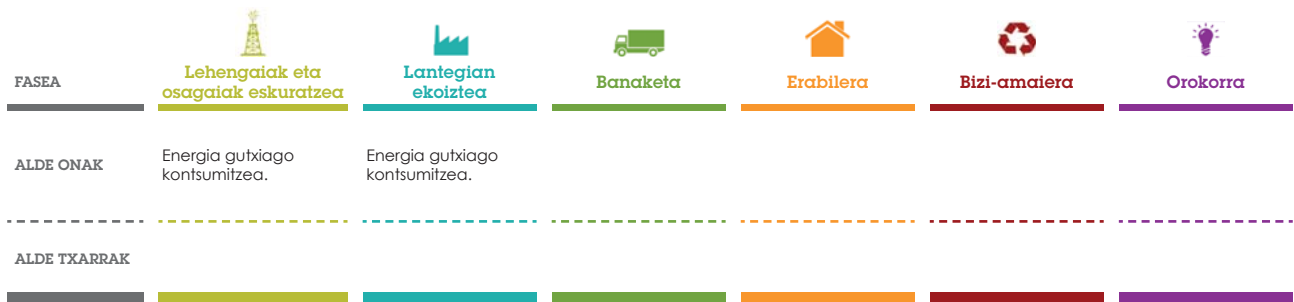 FASEA
Lehengaiak eta
osagaiak eskuratzea
Lantegian
ekoiztea
Banaketa
Erabilera
Bizi-amaiera
Orokorra
ALDE ONAK
Energia gutxiago
kontsumitzea.
Energia gutxiago
kontsumitzea.
ALDE TXARRAK